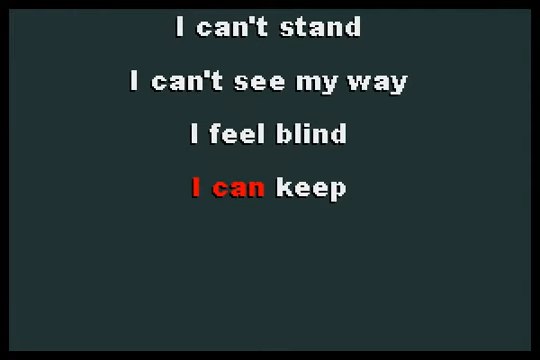 I can't stand
I can't see my way
I feel blind
I can keep